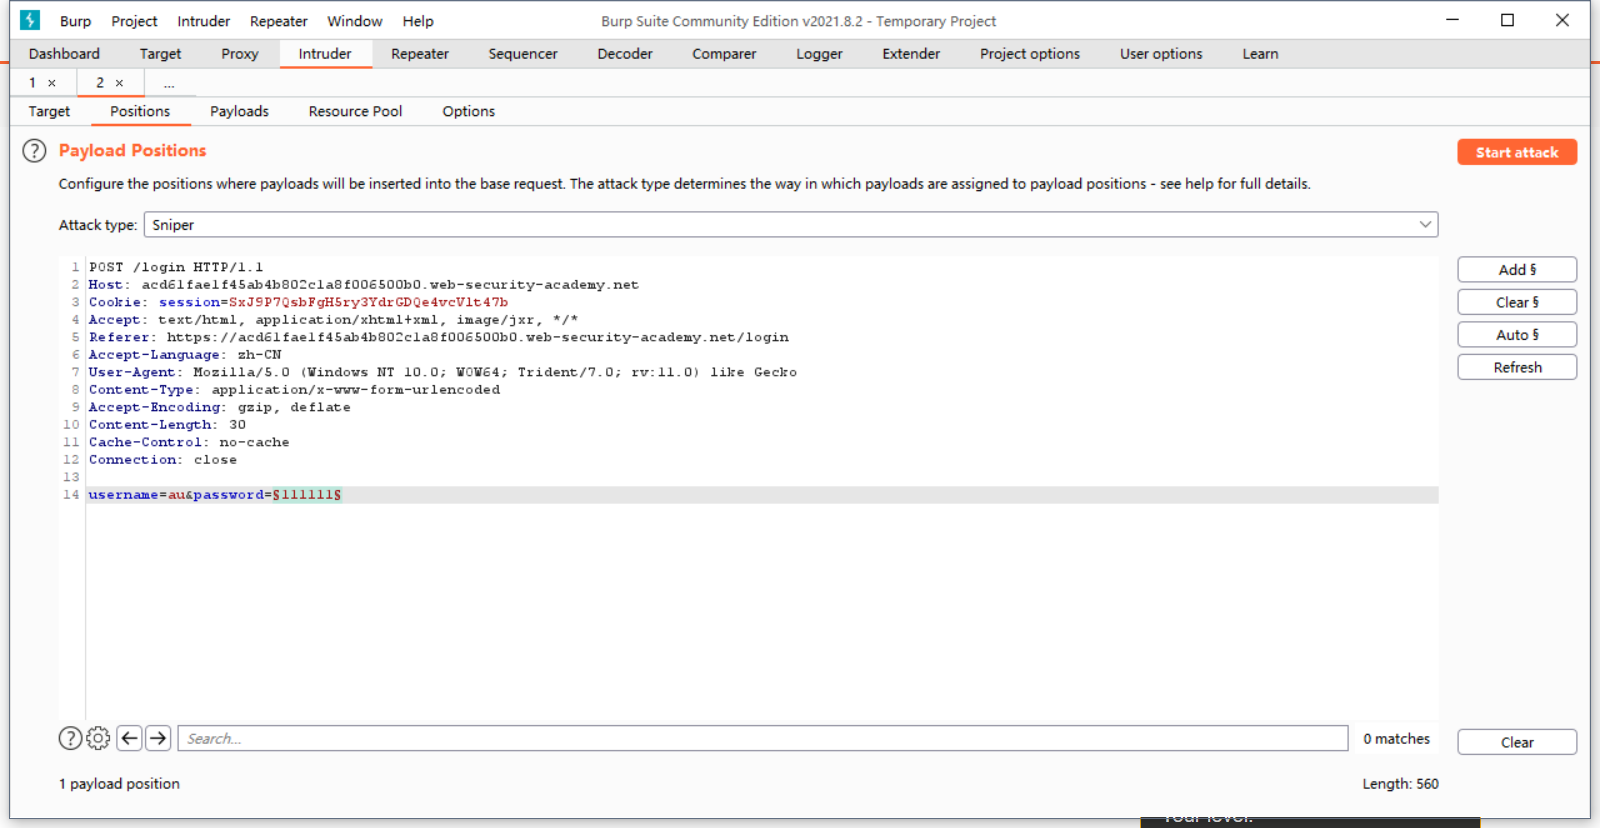 Burp Project Intruder Repeater Window Help Burp Suite Community Edition v2021.8.2 - Temporary Project
Dashboard Target Proxy Intruder Repeater Sequencer Decoder Comparer Logger Extender Project options User options Learn
1 × 2 × ...
Target Positions Payloads Resource Pool Options
? Payload Positions Start attack
Configure the positions where payloads will be inserted into the base request. The attack type determines the way in which payloads are assigned to payload positions - see help for full details.
Attack type: Sniper
1 POST /login HTTP/1.1
2 Host: acd61fae1f45ab4b802c1a8f006500b0.web-security-academy.net
3 Cookie: session=SxJ9P7QsbFgH5ry3YdrGDQe4vcVlt47b
4 Accept: text/html, application/xhtml+xml, image/jxr, */*
5 Referer: https://acd61fae1f45ab4b802c1a8f006500b0.web-security-academy.net/login
6 Accept-Language: zh-CN
7 User-Agent: Mozilla/5.0 (Windows NT 10.0; WOW64; Trident/7.0; rv:11.0) like Gecko
8 Content-Type: application/x-www-form-urlencoded
9 Accept-Encoding: gzip, deflate
10 Content-Length: 30
11 Cache-Control: no-cache
12 Connection: close
13
14 username=au&password=§111111§
Add §
Clear §
Auto §
Refresh
? Search... 0 matches Clear
1 payload position Length: 560
Your level: